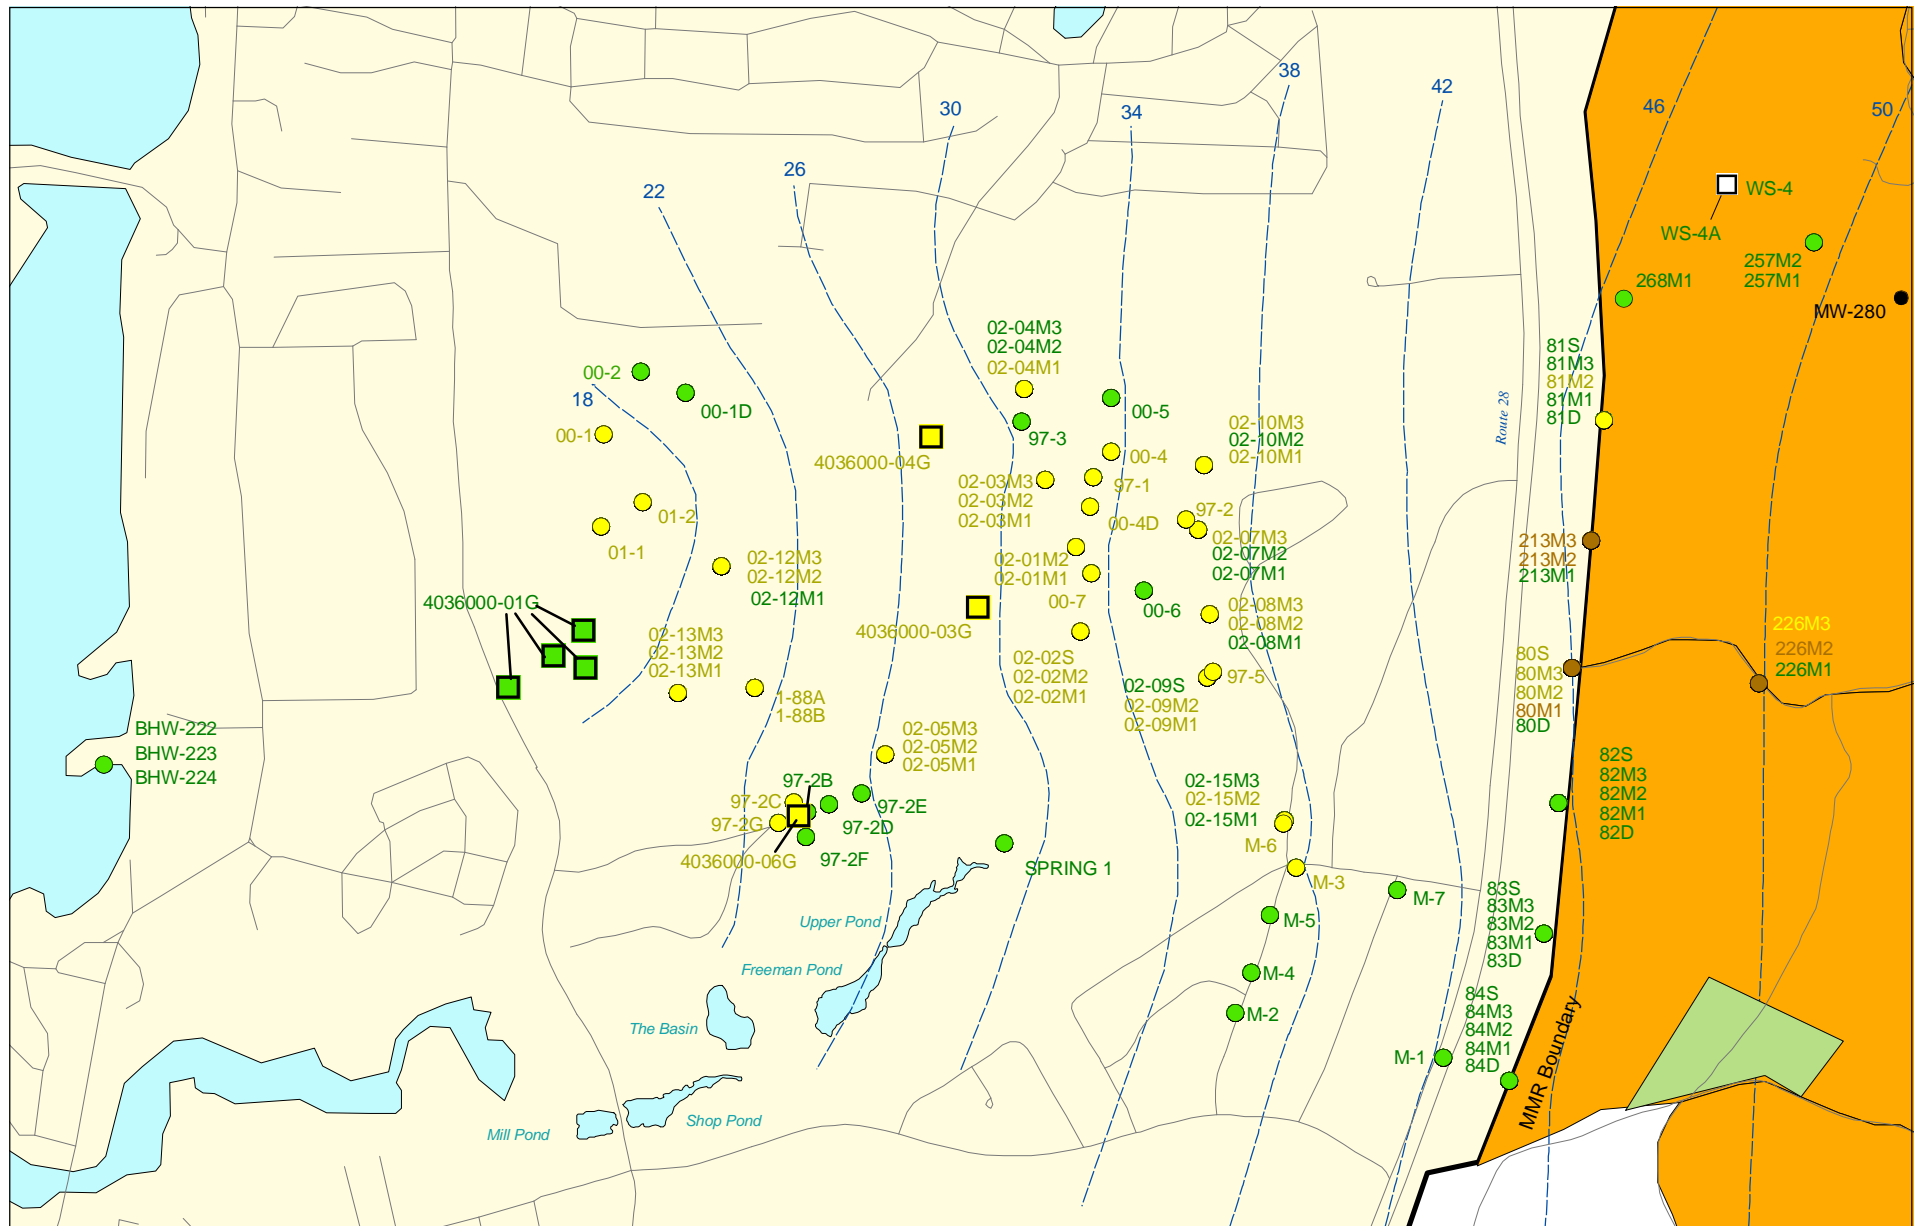 38
42
46
50
30
34
26
22
WS-4
WS-4A
257M2
257M1
268M1
MW-280
02-04M3
02-04M2
02-04M1
81S
81M3
81M2
81M1
81D
00-2
18
00-1D
00-1
00-5
97-3
4036000-04G
00-4
02-10M3
02-10M2
02-10M1
Route 28
02-03M3
02-03M2
02-03M1
97-1
00-4D
97-2
02-07M3
02-07M2
02-07M1
01-2
01-1
02-12M3
02-12M2
02-12M1
02-01M2
02-01M1
00-7
00-6
213M3
213M2
213M1
4036000-01G
4036000-03G
02-08M3
02-08M2
02-08M1
02-13M3
02-13M2
02-13M1
02-02S
02-02M2
02-02M1
97-5
02-09S
02-09M2
02-09M1
226M3
226M2
226M1
80S
80M3
80M2
80M1
80D
1-88A
1-88B
BHW-222
BHW-223
BHW-224
02-05M3
02-05M2
02-05M1
82S
82M3
82M2
82M1
82D
97-2B
97-2C
97-2G
97-2E
97-2D
97-2F
4036000-06G
02-15M3
02-15M2
02-15M1
M-6
M-3
SPRING 1
M-7
M-5
83S
83M3
83M2
83M1
83D
Upper Pond
Freeman Pond
M-4
M-2
The Basin
84S
84M3
84M2
84M1
84D
M-1
MMR Boundary
Shop Pond
Mill Pond